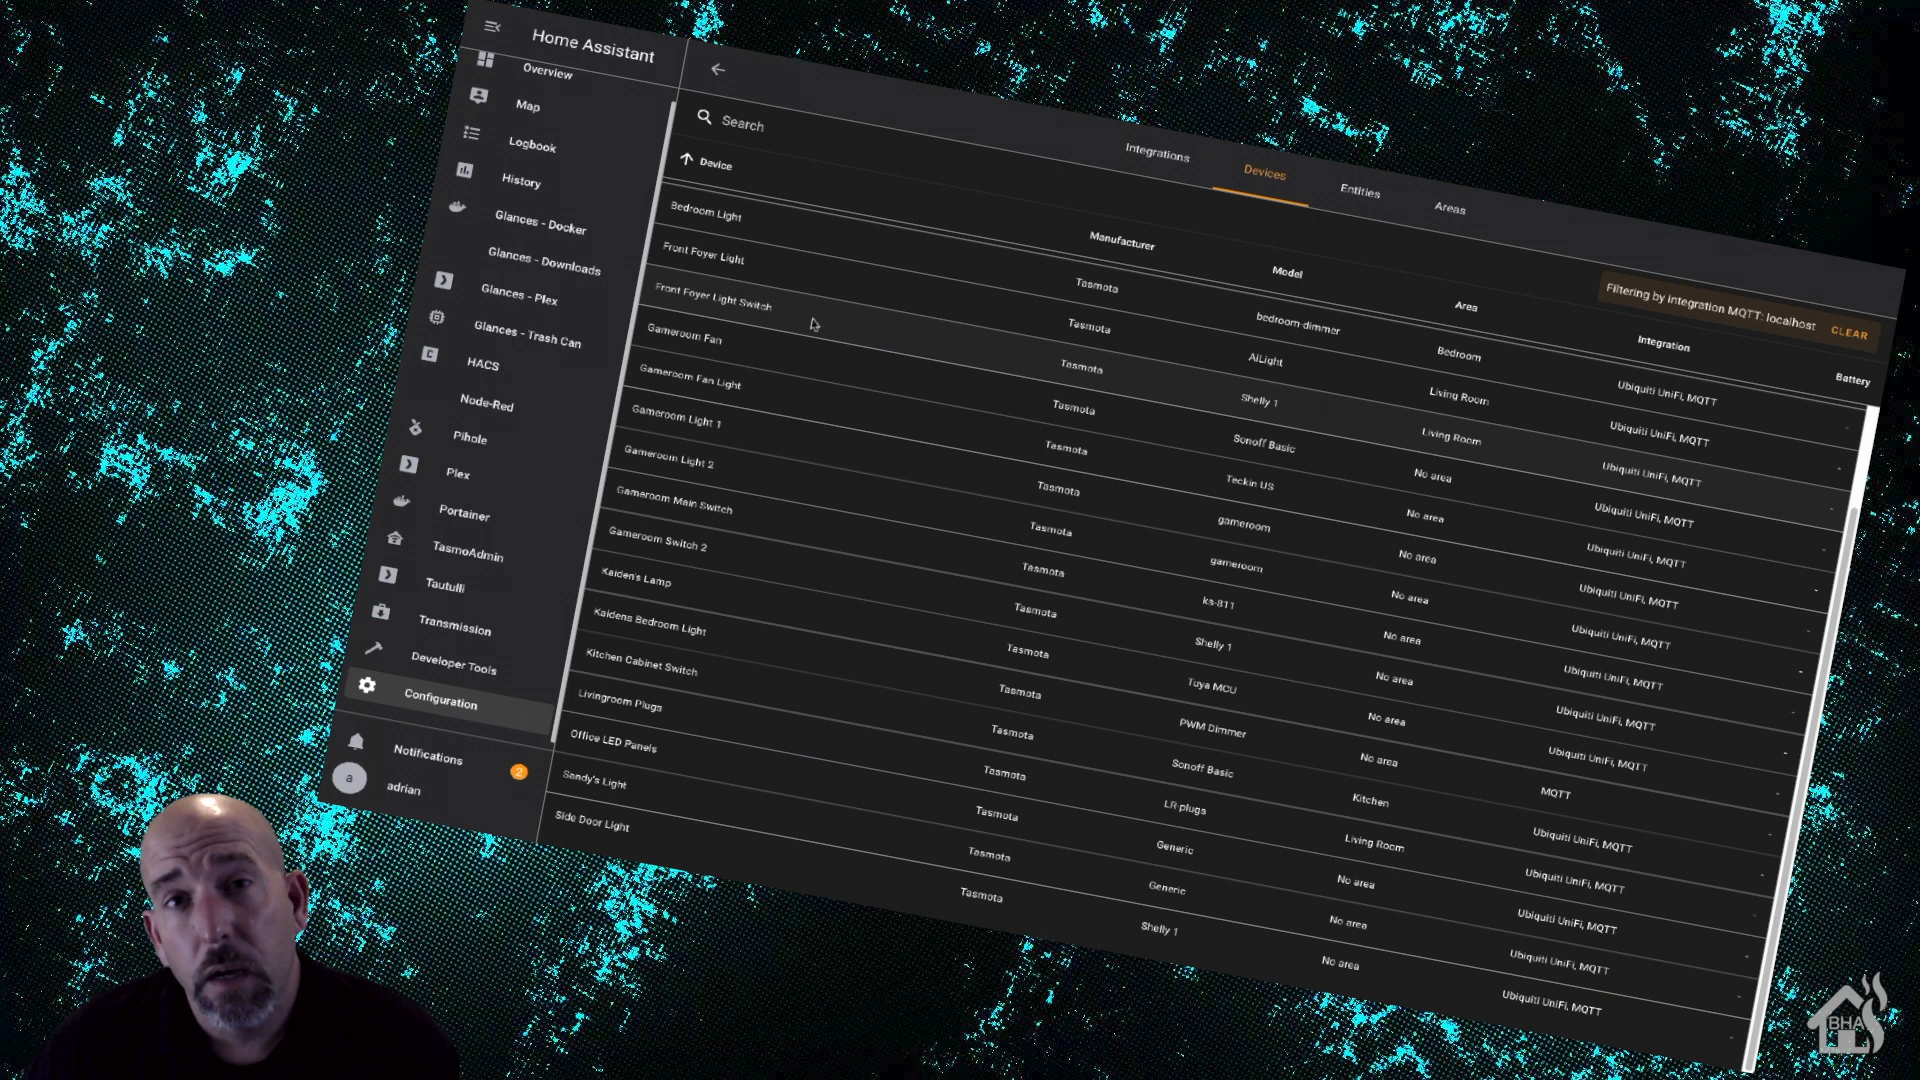 Home Assistant
Overview
Map
Logbook
History
Glances - Docker
Glances - Downloads
Glances - Plex
Glances - Trash Can
HACS
Node-Red
Pihole
Plex
Portainer
TasmoAdmin
Tautulli
Transmission
Developer Tools
Configuration
Notifications 2
a adrian
Integrations Devices Entities Areas
Search
Filtering by integration MQTT: localhost CLEAR
Device Manufacturer Model Area Integration Battery
Bedroom Light Tasmota bedroom-dimmer Bedroom Ubiquiti UniFi, MQTT -
Front Foyer Light Tasmota AiLight Living Room Ubiquiti UniFi, MQTT -
Front Foyer Light Switch Tasmota Shelly 1 Living Room Ubiquiti UniFi, MQTT -
Gameroom Fan Tasmota Sonoff Basic No area Ubiquiti UniFi, MQTT -
Gameroom Fan Light Tasmota Teckin US No area Ubiquiti UniFi, MQTT -
Gameroom Light 1 Tasmota gameroom No area Ubiquiti UniFi, MQTT -
Gameroom Light 2 Tasmota gameroom No area Ubiquiti UniFi, MQTT -
Gameroom Main Switch Tasmota ks-811 No area Ubiquiti UniFi, MQTT -
Gameroom Switch 2 Tasmota Shelly 1 No area Ubiquiti UniFi, MQTT -
Kaiden's Lamp Tasmota Tuya MCU No area Ubiquiti UniFi, MQTT -
Kaidens Bedroom Light Tasmota PWM Dimmer No area MQTT -
Kitchen Cabinet Switch Tasmota Sonoff Basic Kitchen Ubiquiti UniFi, MQTT -
Livingroom Plugs Tasmota LR-plugs Living Room Ubiquiti UniFi, MQTT -
Office LED Panels Tasmota Generic No area Ubiquiti UniFi, MQTT -
Sandy's Light Tasmota Generic No area Ubiquiti UniFi, MQTT -
Side Door Light Tasmota Shelly 1 No area Ubiquiti UniFi, MQTT -
BHA